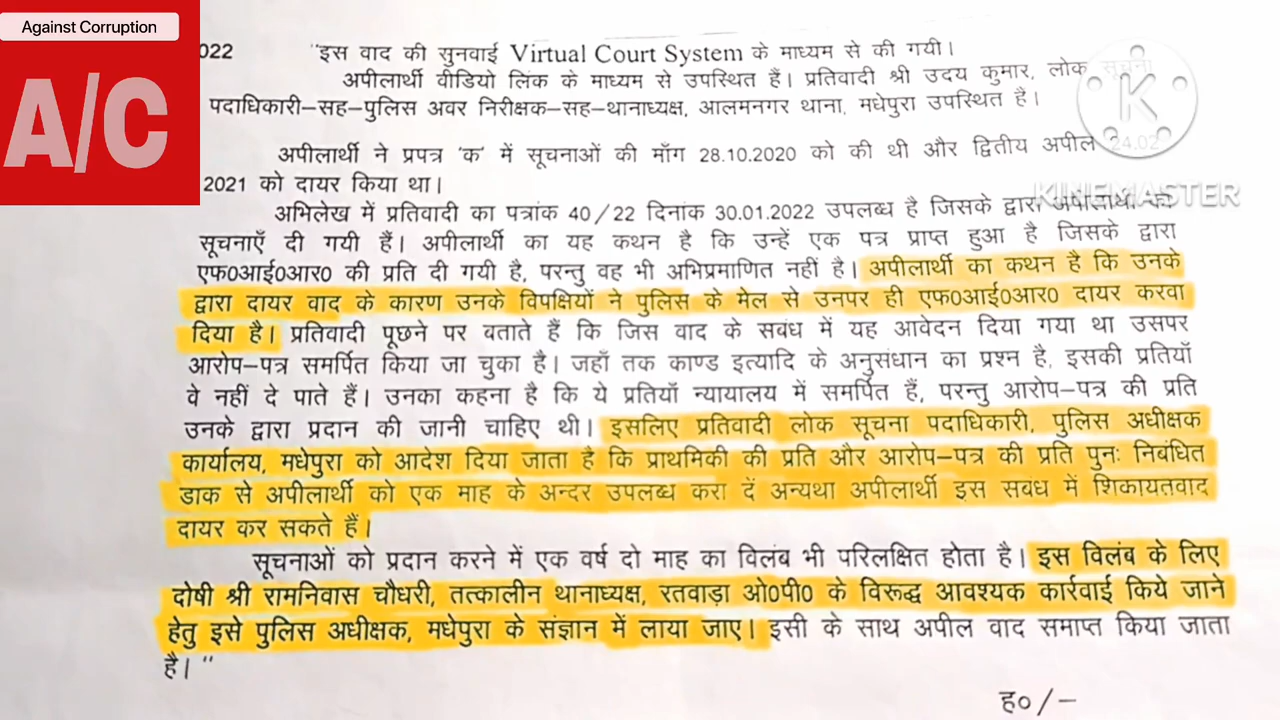 Against Corruption
A/C
022 "इस वाद की सुनवाई Virtual Court System के माध्यम से की गयी।
अपीलार्थी वीडियो लिंक के माध्यम से उपस्थित हैं। प्रतिवादी श्री उदय कुमार, लोक सूचना
पदाधिकारी–सह–पुलिस अवर निरीक्षक–सह–थानाध्यक्ष, आलमनगर थाना, मधेपुरा उपस्थित है।
अपीलार्थी ने प्रपत्र 'क' में सूचनाओं की माँग 28.10.2020 को की थी और द्वितीय अपील 24.02
2021 को दायर किया था।
अभिलेख में प्रतिवादी का पत्रांक 40/22 दिनांक 30.01.2022 उपलब्ध है जिसके द्वारा अपीलार्थी को
सूचनाएँ दी गयी हैं। अपीलार्थी का यह कथन है कि उन्हें एक पत्र प्राप्त हुआ है जिसके द्वारा
एफ0आई0आर0 की प्रति दी गयी है, परन्तु वह भी अभिप्रमाणित नहीं है। अपीलार्थी का कथन है कि उनके
द्वारा दायर वाद के कारण उनके विपक्षियों ने पुलिस के मेल से उनपर ही एफ0आई0आर0 दायर करवा
दिया है। प्रतिवादी पूछने पर बताते हैं कि जिस वाद के सबंध में यह आवेदन दिया गया था उसपर
आरोप–पत्र समर्पित किया जा चुका है। जहाँ तक काण्ड इत्यादि के अनुसंधान का प्रश्न है, इसकी प्रतियाँ
वे नहीं दे पाते हैं। उनका कहना है कि ये प्रतियाँ न्यायालय में समर्पित हैं, परन्तु आरोप–पत्र की प्रति
उनके द्वारा प्रदान की जानी चाहिए थी। इसलिए प्रतिवादी लोक सूचना पदाधिकारी, पुलिस अधीक्षक
कार्यालय, मधेपुरा को आदेश दिया जाता है कि प्राथमिकी की प्रति और आरोप–पत्र की प्रति पुनः निबंधित
डाक से अपीलार्थी को एक माह के अन्दर उपलब्ध करा दें अन्यथा अपीलार्थी इस सबंध में शिकायतवाद
दायर कर सकते हैं।
सूचनाओं को प्रदान करने में एक वर्ष दो माह का विलंब भी परिलक्षित होता है। इस विलंब के लिए
दोषी श्री रामनिवास चौधरी, तत्कालीन थानाध्यक्ष, रतवाड़ा ओ0पी0 के विरूद्ध आवश्यक कार्रवाई किये जाने
हेतु इसे पुलिस अधीक्षक, मधेपुरा के संज्ञान में लाया जाए। इसी के साथ अपील वाद समाप्त किया जाता
है। "
ह०/–
K
KINEMASTER